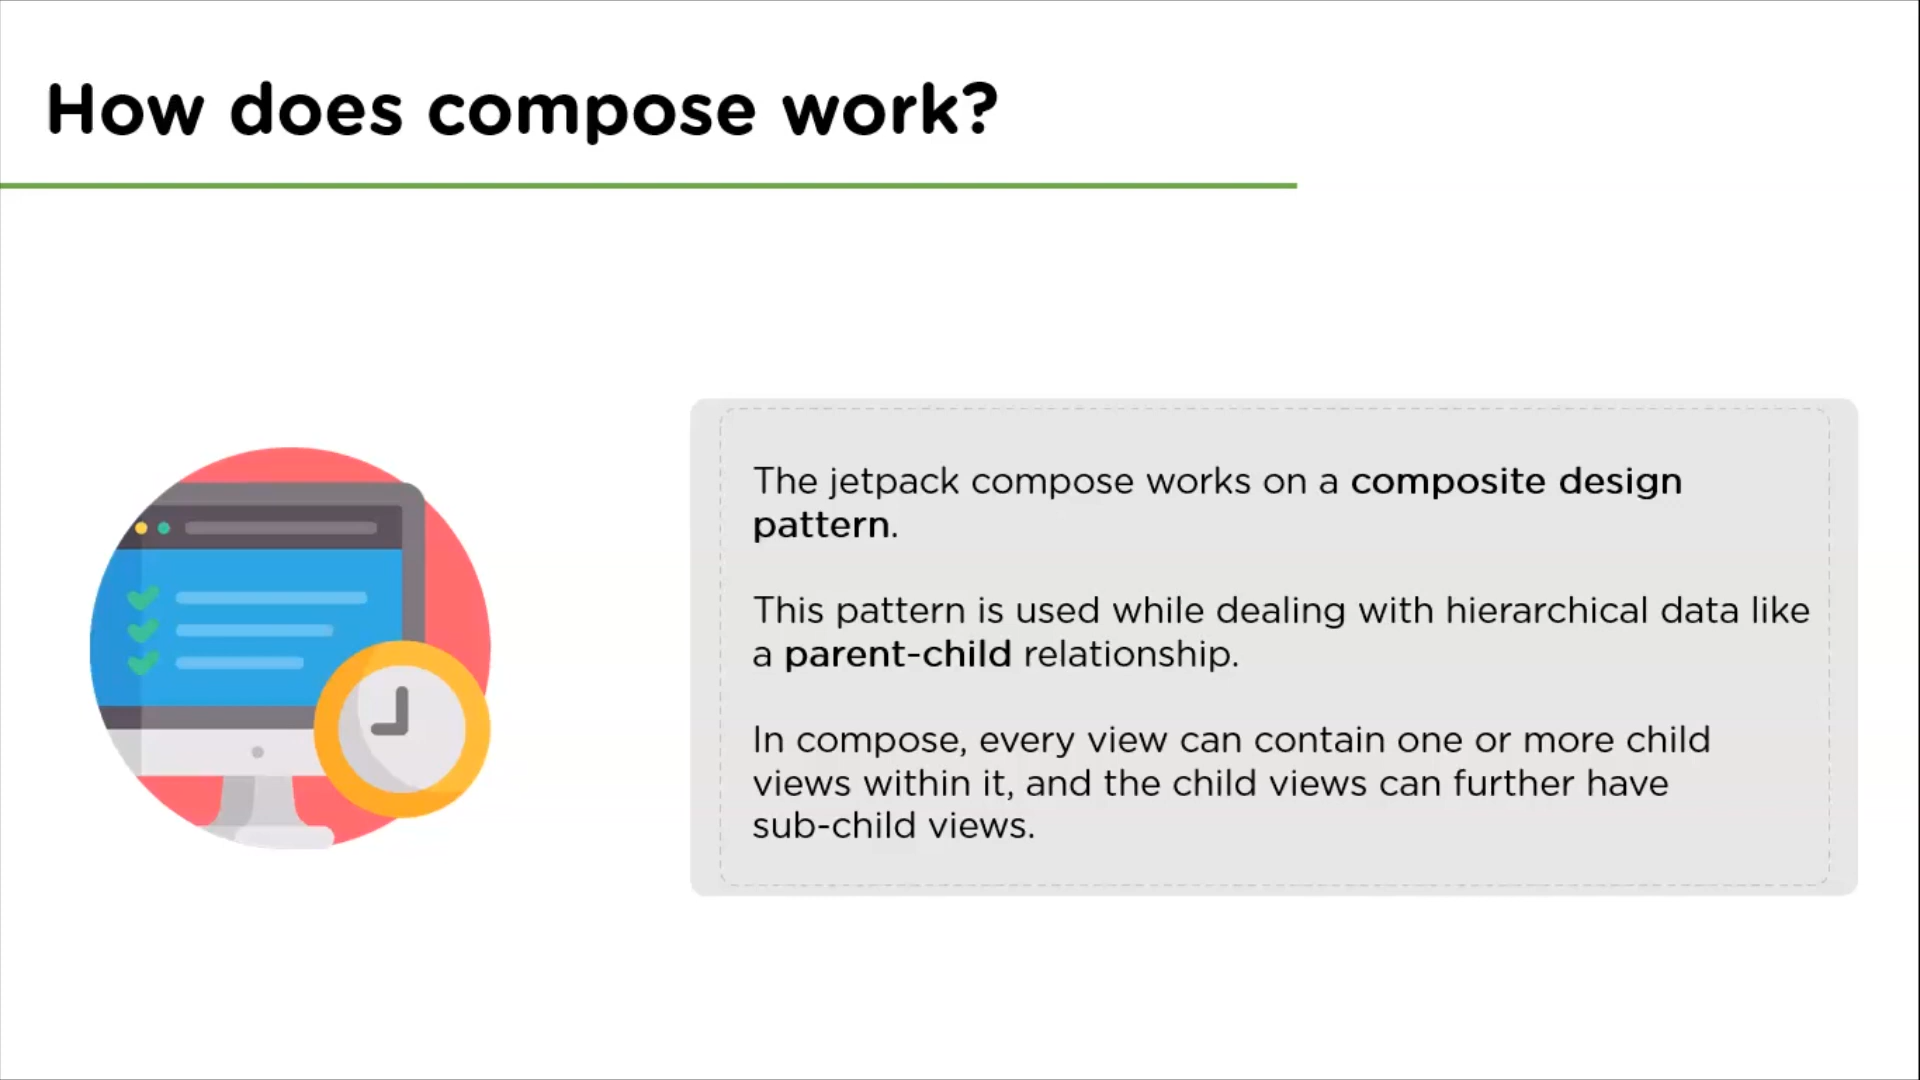 How does compose work?
The jetpack compose works on a composite design
pattern.
This pattern is used while dealing with hierarchical data like
a parent-child relationship.
In compose, every view can contain one or more child
views within it, and the child views can further have
sub-child views.